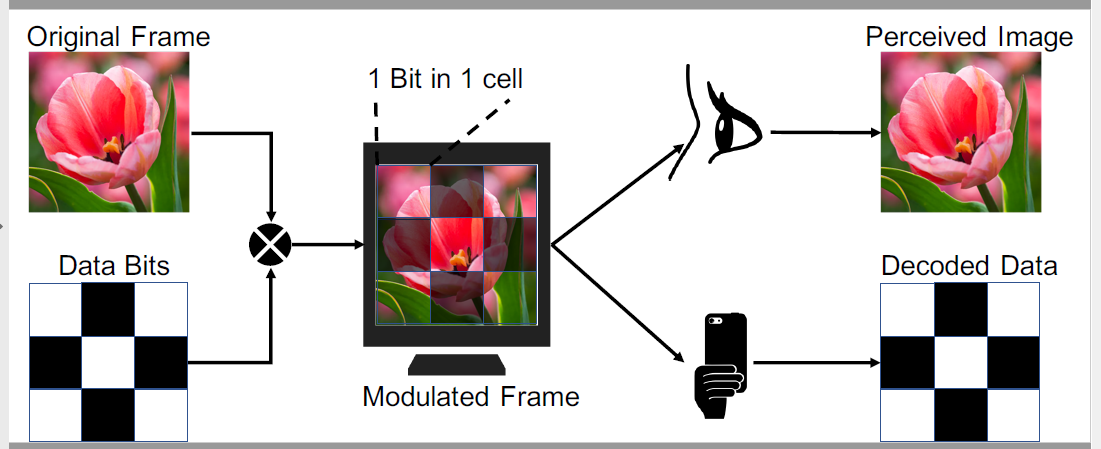 Original Frame
Perceived Image
1 Bit in 1 cell
Data Bits
Decoded Data
Modulated Frame